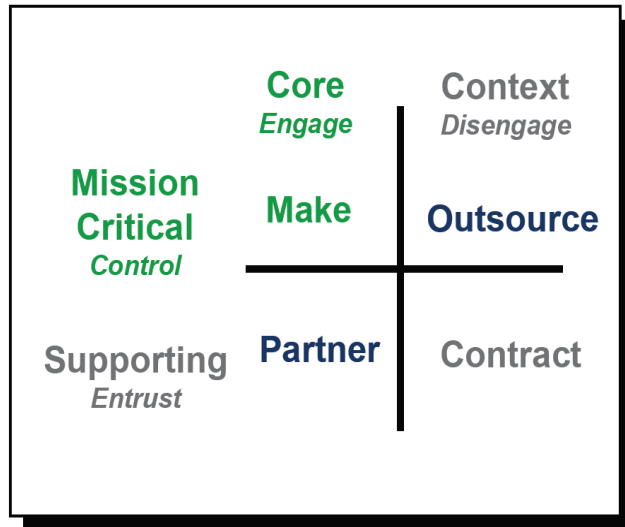 Core
Context
Engage
Disengage
Mission
Critical
Control
Make
Outsource
Supporting
Entrust
Partner
Contract